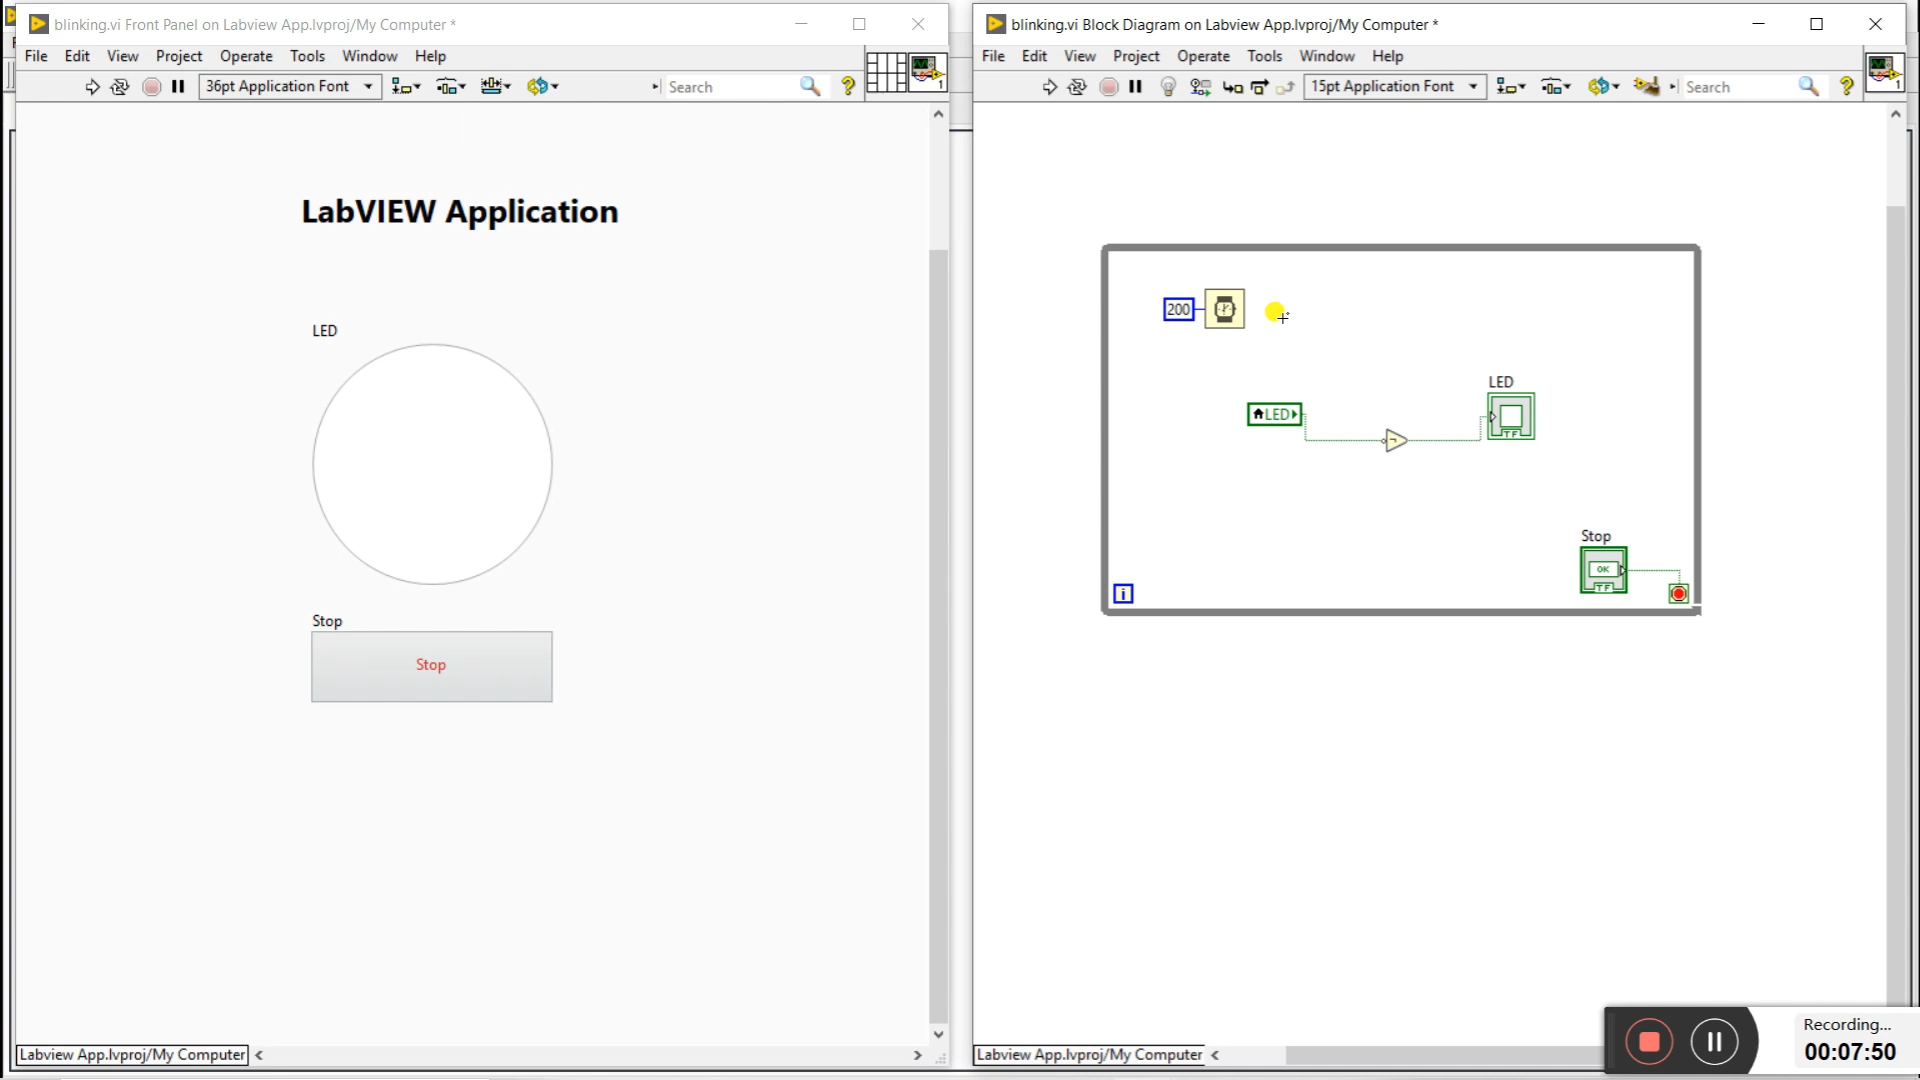 blinking.vi Front Panel on Labview App.lvproj/My Computer *
File Edit View Project Operate Tools Window Help
36pt Application Font
Search
1
LabVIEW Application
LED
Stop
Stop
Labview App.lvproj/My Computer
blinking.vi Block Diagram on Labview App.lvproj/My Computer *
File Edit View Project Operate Tools Window Help
15pt Application Font
Search
1
200
LED
LED
TF
Stop
OK
TF
i
Labview App.lvproj/My Computer
Recording...
00:07:50